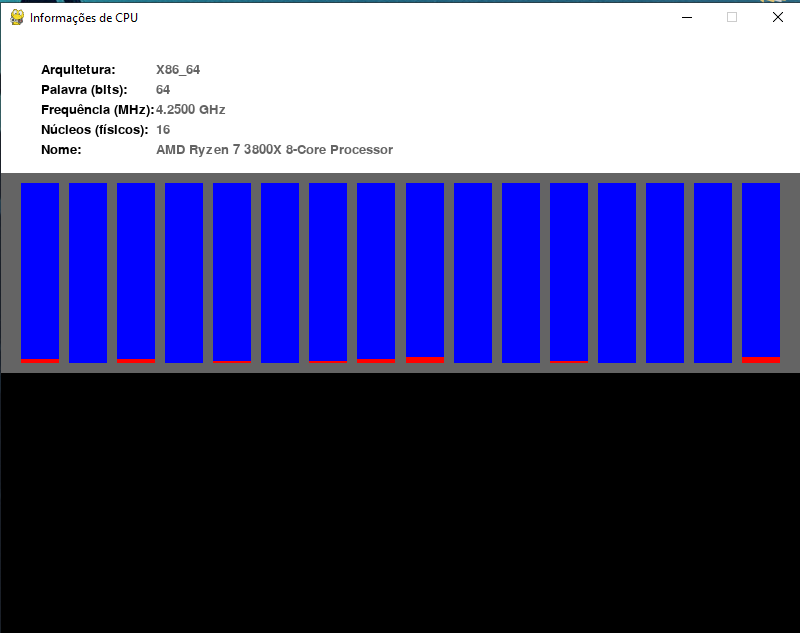 Informações de CPU
Arquitetura: X86_64
Palavra (bits): 64
Frequência (MHz): 4.2500 GHz
Núcleos (físicos): 16
Nome: AMD Ryzen 7 3800X 8-Core Processor